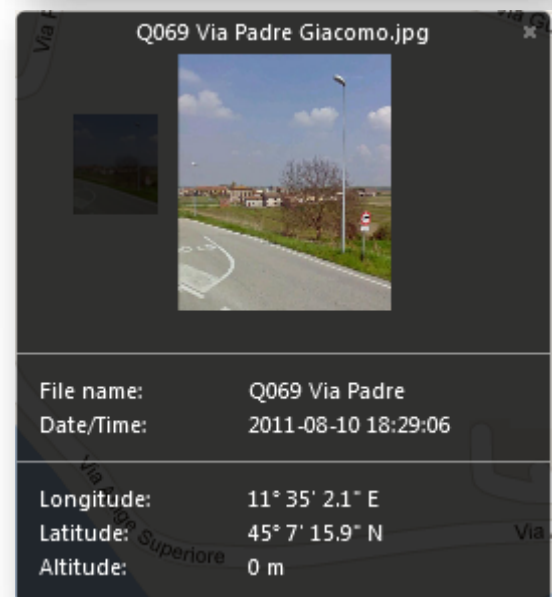 Q069 Via Padre Giacomo.jpg
File name: Q069 Via Padre
Date/Time: 2011-08-10 18:29:06
Longitude: 11° 35' 2.1" E
Latitude: 45° 7' 15.9" N
Altitude: 0 m
Via
Superiore
Via